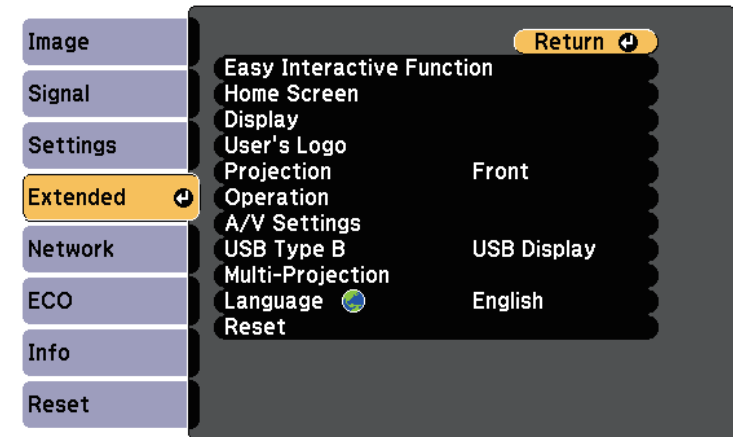 Image
Signal
Settings
Extended
Network
ECO
Info
Reset
Return
Easy Interactive Function
Home Screen
Display
User's Logo
Projection Front
Operation
A/V Settings
USB Type B USB Display
Multi-Projection
Language English
Reset